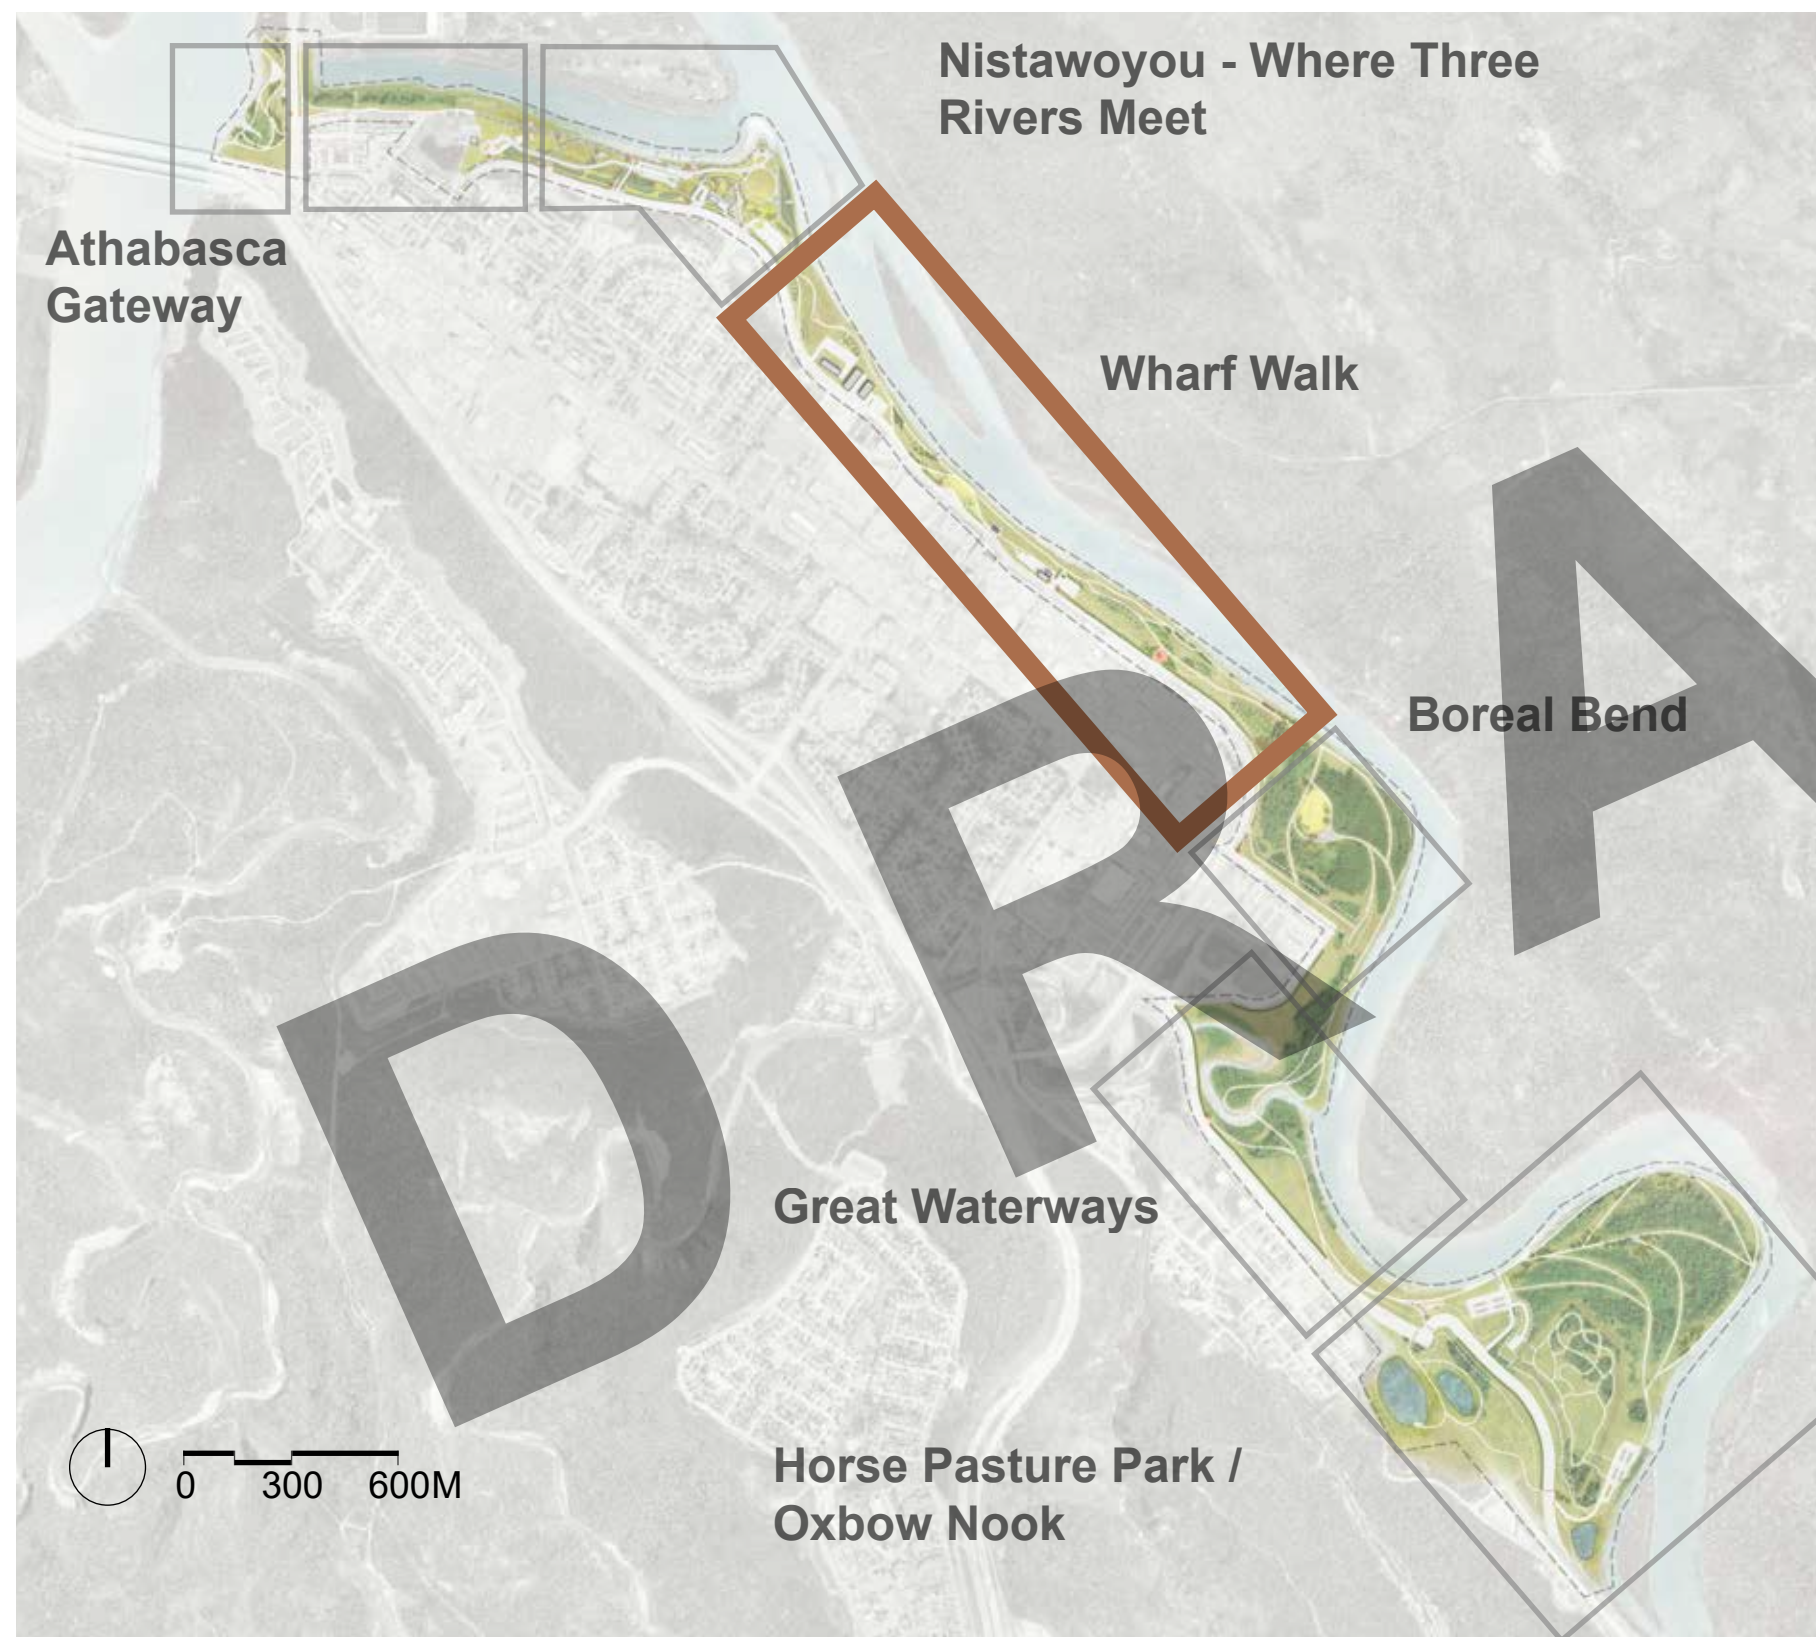 Nistawoyou - Where Three
Rivers Meet
Athabasca
Gateway
Wharf Walk
Boreal Bend
Great Waterways
Horse Pasture Park /
Oxbow Nook
0 300 600M
DRA